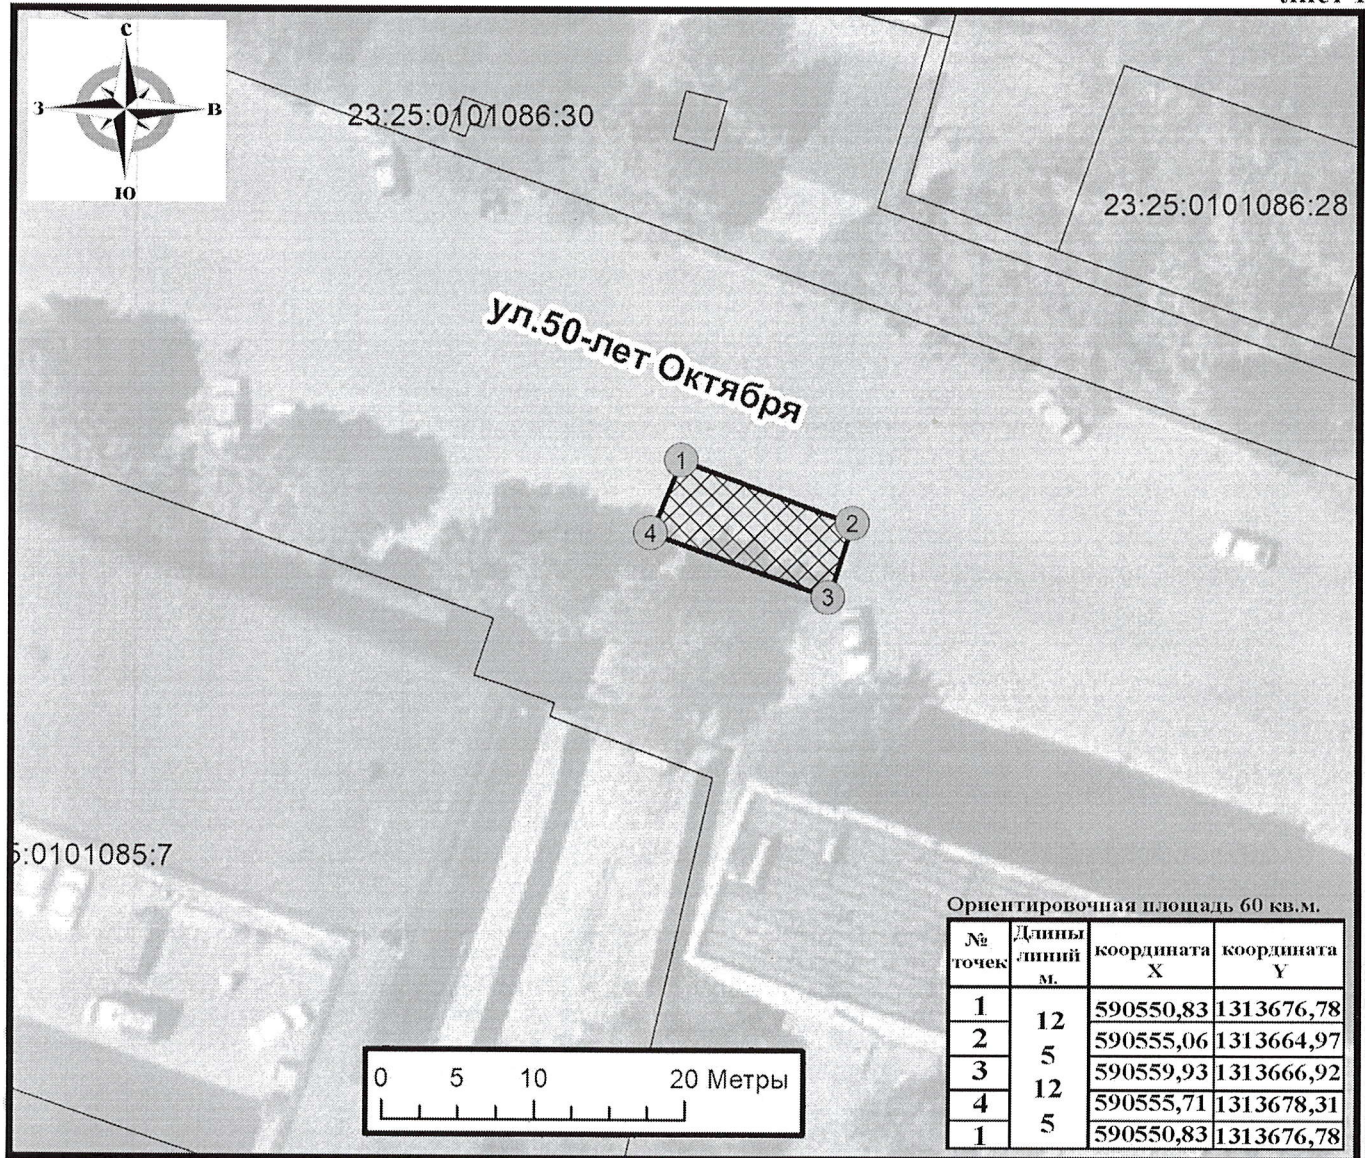 С
З
В
Ю
23:25:0101086:30
23:25:0101086:28
ул.50-лет Октября
1
2
4
3
5:0101085:7
Ориентировочная площадь 60 кв.м.
№ точек Длины линий м. координата X координата Y
1 12 590550,83 1313676,78
2 5 590555,06 1313664,97
3 12 590559,93 1313666,92
4 5 590555,71 1313678,31
1 590550,83 1313676,78
0 5 10 20 Метры